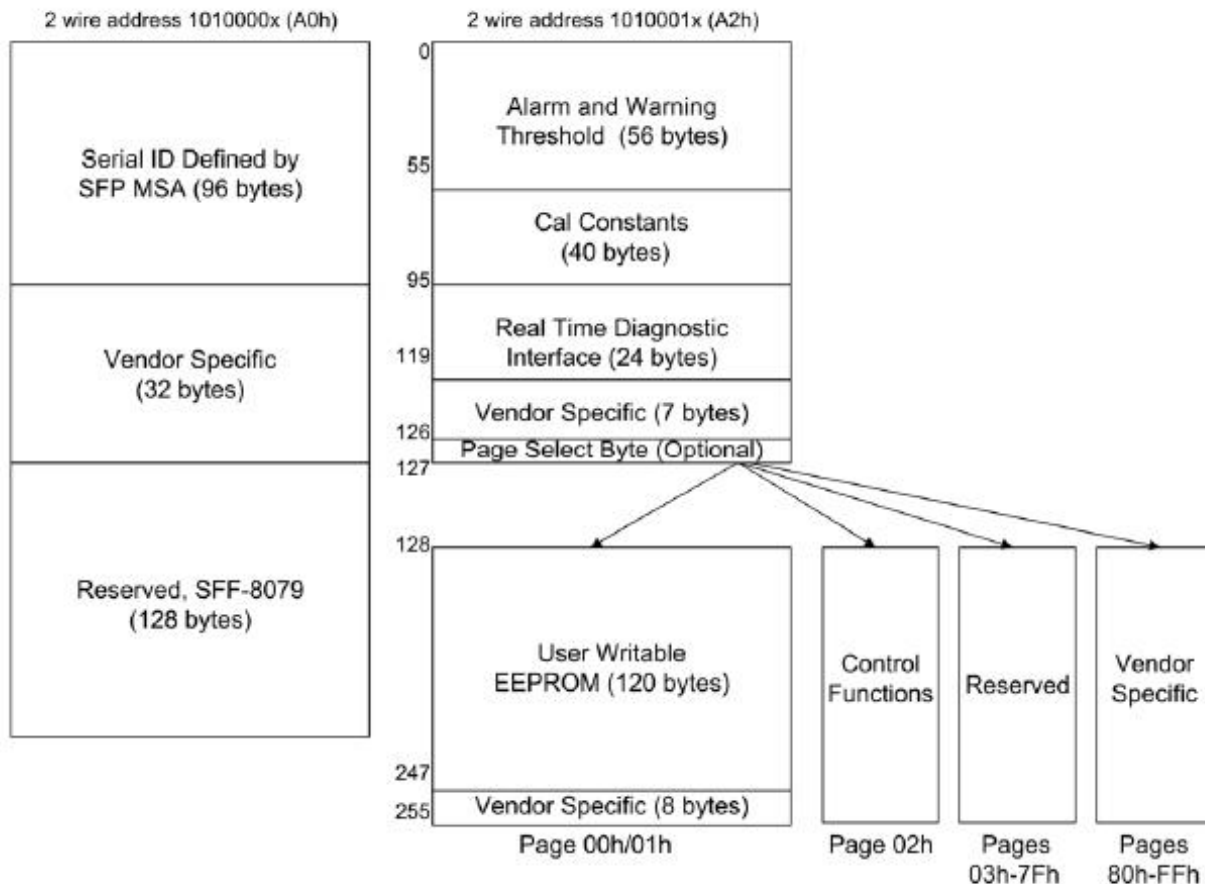 2 wire address 1010000x (A0h)
Serial ID Defined by
SFP MSA (96 bytes)
Vendor Specific
(32 bytes)
Reserved, SFF-8079
(128 bytes)
2 wire address 1010001x (A2h)
0
Alarm and Warning
Threshold (56 bytes)
55
Cal Constants
(40 bytes)
95
Real Time Diagnostic
Interface (24 bytes)
119
Vendor Specific (7 bytes)
126
Page Select Byte (Optional)
127
128
User Writable
EEPROM (120 bytes)
247
Vendor Specific (8 bytes)
255
Page 00h/01h
Control
Functions
Page 02h
Reserved
Pages
03h-7Fh
Vendor
Specific
Pages
80h-FFh